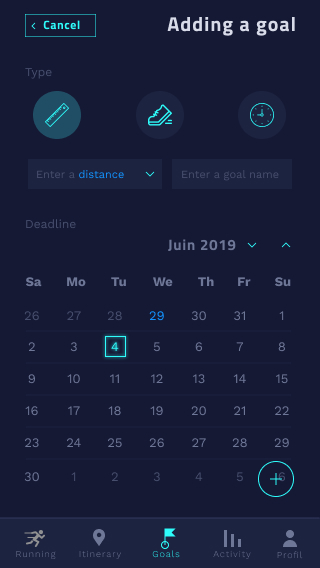 Cancel
Adding a goal
Type
Enter a distance
Enter a goal name
Deadline
Juin 2019
Sa Mo Tu We Th Fr Su
26 27 28 29 30 31 1
2 3 4 5 6 7 8
9 10 11 12 13 14 15
16 17 18 19 20 21 22
23 24 25 26 27 28 29
30 1 2 3 4 5 6
Running Itinerary Goals Activity Profil